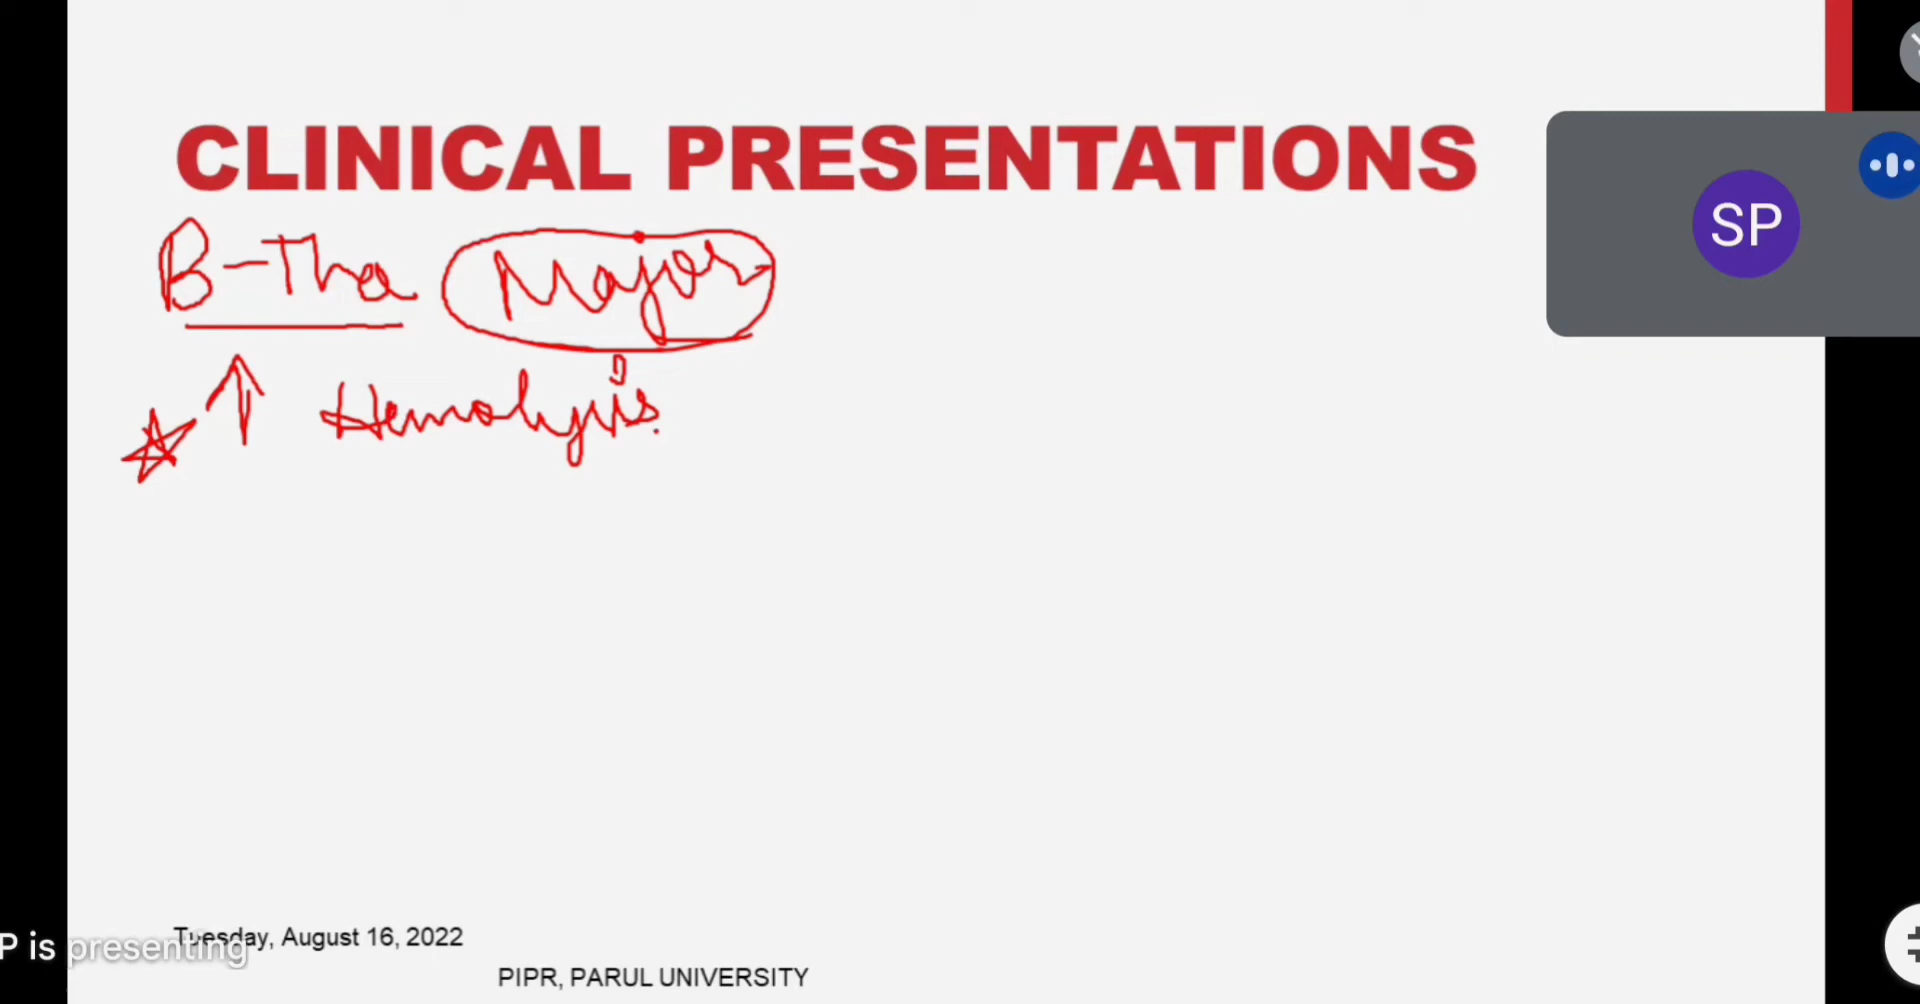 CLINICAL PRESENTATIONS
SP
B-Tha Major
↑ Hemolysis.
Tuesday, August 16, 2022
P is presenting
PIPR, PARUL UNIVERSITY